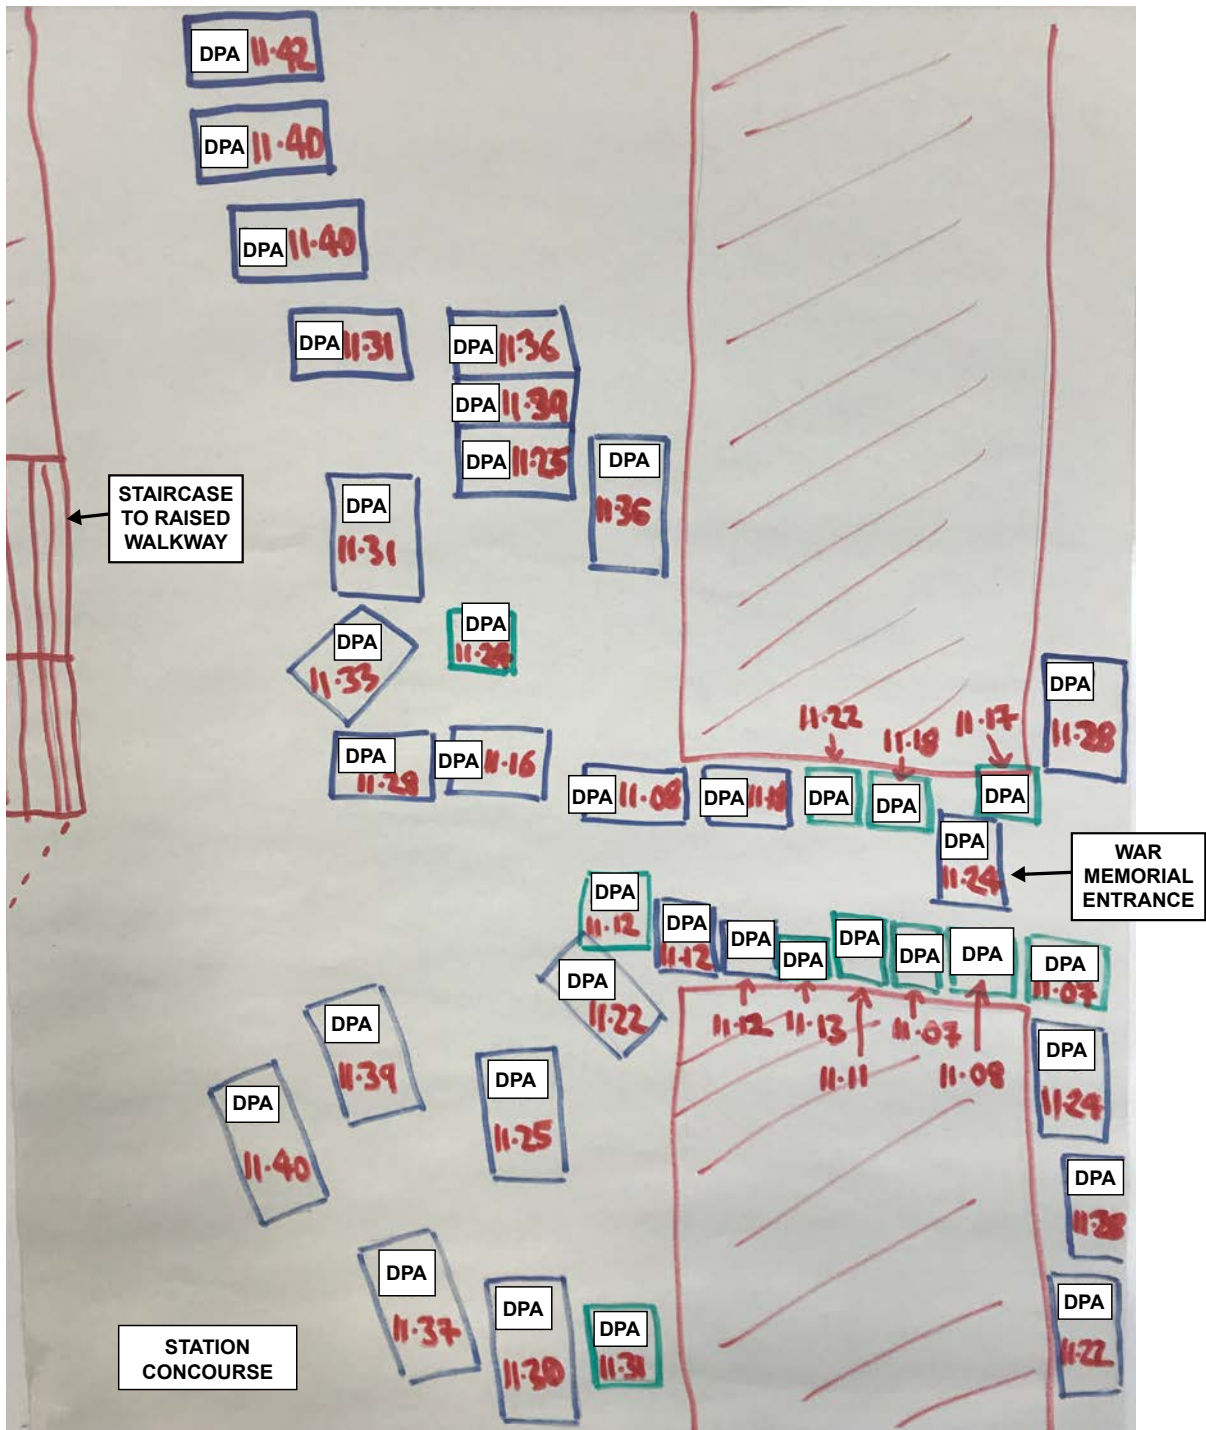 DPA 11.42
DPA 11.40
DPA 11.40
DPA 11.31
DPA 11.36
DPA 11.39
DPA 11.25
DPA
11.36
STAIRCASE
TO RAISED
WALKWAY
DPA
11.31
DPA
11.33
DPA
DPA
11.28
11.22
11.18
11.17
DPA
11.28
DPA 11.16
DPA 11.08
DPA
DPA
DPA
DPA
DPA
11.24
WAR
MEMORIAL
ENTRANCE
DPA
11.12
DPA
11.12
DPA
DPA
DPA
DPA
DPA
DPA
11.07
DPA
11.22
11.12
11.13
11.11
11.07
11.08
DPA
11.39
DPA
11.40
DPA
11.25
DPA
11.24
DPA
11.28
DPA
11.37
DPA
DPA
11.31
DPA
11.22
STATION
CONCOURSE